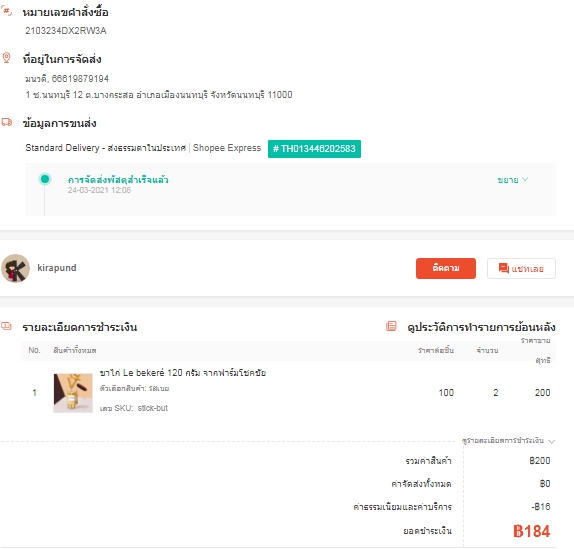 หมายเลขคำสั่งซื้อ
2103234DX2RW3A
ที่อยู่ในการจัดส่ง
มนวดี, 66619879194
1 ซ.นนทบุรี 12 ต.บางกระสอ อำเภอเมืองนนทบุรี จังหวัดนนทบุรี 11000
ข้อมูลการขนส่ง
Standard Delivery - ส่งธรรมดาในประเทศ | Shopee Express # TH013446202583
การจัดส่งพัสดุสำเร็จแล้ว ขยาย
24-03-2021 12:06
kirapund ติดตาม แชทเลย
รายละเอียดการชำระเงิน ดูประวัติการทำรายการย้อนหลัง
No. สินค้าทั้งหมด ราคาต่อชิ้น จำนวน ราคาขายสุทธิ
1 ขาไก่ Le bekeré 120 กรัม จากฟาร์มโชคชัย 100 2 200
ตัวเลือกสินค้า: รสเนย
เลข SKU: stick-but
ดูรายละเอียดการชำระเงิน
รวมค่าสินค้า ฿200
ค่าจัดส่งทั้งหมด ฿0
ค่าธรรมเนียมและค่าบริการ -฿16
ยอดชำระเงิน ฿184